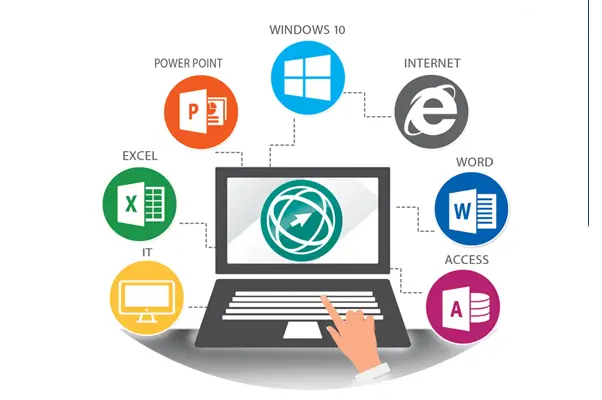 WINDOWS 10
POWER POINT
INTERNET
P
EXCEL
WORD
X
W
IT
ACCESS
A